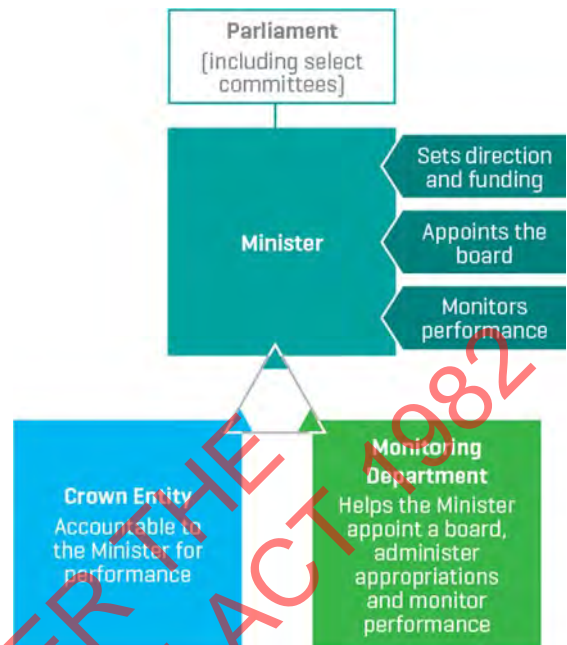 Parliament
(including select
committees)
Minister
Sets direction
and funding
Appoints the
board
Monitors
performance
Crown Entity
Accountable to
the Minister for
performance
Monitoring
Department
Helps the Minister
appoint a board,
administer
appropriations
and monitor
performance
ER THE
ACT 1982